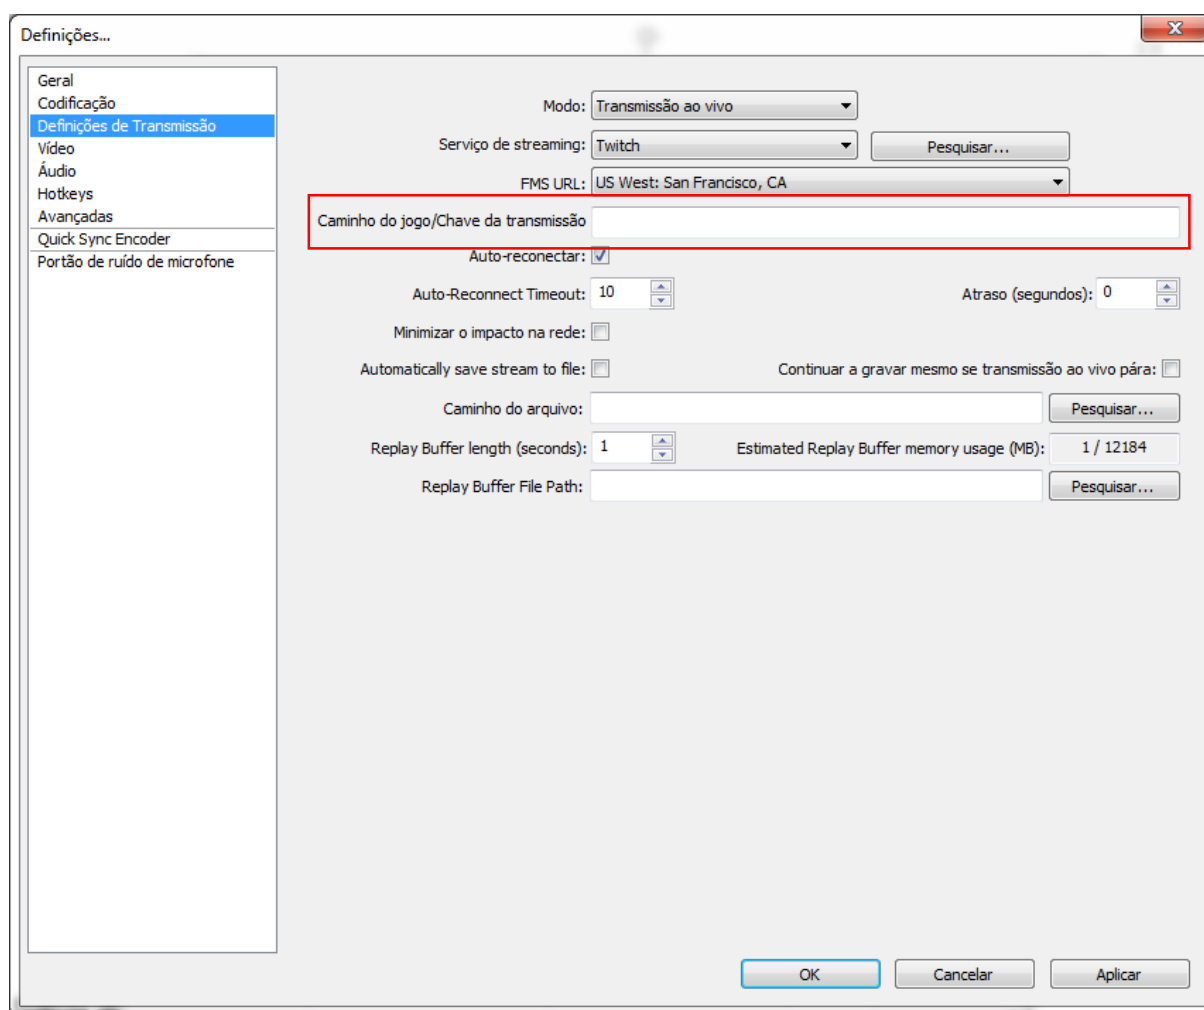 Definições...
Geral
Codificação
Definições de Transmissão
Vídeo
Áudio
Hotkeys
Avançadas
Quick Sync Encoder
Portão de ruído de microfone
Modo: Transmissão ao vivo
Serviço de streaming: Twitch Pesquisar...
FMS URL: US West: San Francisco, CA
Caminho do jogo/Chave da transmissão
Auto-reconectar:
Auto-Reconnect Timeout: 10 Atraso (segundos): 0
Minimizar o impacto na rede:
Automatically save stream to file: Continuar a gravar mesmo se transmissão ao vivo pára:
Caminho do arquivo: Pesquisar...
Replay Buffer length (seconds): 1 Estimated Replay Buffer memory usage (MB): 1 / 12184
Replay Buffer File Path: Pesquisar...
OK Cancelar Aplicar